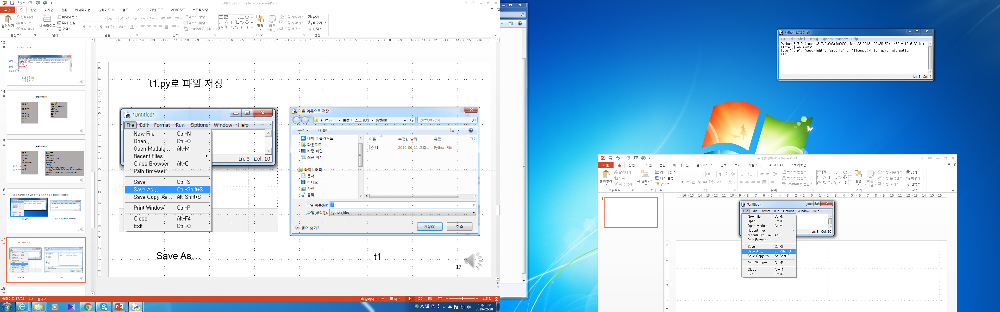 w06_1_python_partA.pptx - PowerPoint
파일 홈 삽입 디자인 전환 애니메이션 슬라이드 쇼 검토 보기 개발 도구 ACROBAT 스토리보딩
로그인
붙여넣기
잘라내기
복사
서식 복사
클립보드
새 슬라이드
레이아웃
다시 설정
구역
슬라이드
24
글꼴
텍스트 방향
텍스트 맞춤
SmartArt로 변환
단락
정렬
빠른 스타일
도형 채우기
도형 윤곽선
도형 효과
그리기
찾기
바꾸기
선택
편집
13
14
shell window
15
shell window
16
New File
편집기 창(editor window)
17
t1.py로 파일 저장
Save As...
t1
18
t1.py로 파일 저장
*Untitled*
File Edit Format Run Options Window Help
New File Ctrl+N
Open... Ctrl+O
Open Module... Alt+M
Recent Files
Class Browser Alt+C
Path Browser
Save Ctrl+S
Save As... Ctrl+Shift+S
Save Copy As... Alt+Shift+S
Print Window Ctrl+P
Close Alt+F4
Exit Ctrl+Q
Ln: 3 Col: 10
다른 이름으로 저장
컴퓨터 로컬 디스크 (D:) python
python 검색
구성 새 폴더
네이버 클라우드
다운로드
바탕 화면
최근 위치
라이브러리
문서
비디오
사진
음악
이름 수정한 날짜 유형 크기
t1 2016-06-11 오후... Python File
파일 이름(N): t1
파일 형식(T): Python files
폴더 숨기기
저장(S) 취소
Save As...
t1
17
슬라이드 17/23 한국어
슬라이드 노트 메모 115 %
A 漢
오후 1:38
2019-02-28
Python 3.7.2 Shell
File Edit Shell Debug Options Window Help
Python 3.7.2 (tags/v3.7.2:9a3ffc0492, Dec 23 2018, 22:20:52) [MSC v.1916 32 bit
(Intel)] on win32
Type "help", "copyright", "credits" or "license()" for more information.
>>>
Ln: 3 Col: 4
프레젠테이션1 - PowerPoint
파일 홈 삽입 디자인 전환 애니메이션 슬라이드 쇼 검토 보기 개발 도구 ACROBAT 스토리보딩
로그인
붙여넣기
잘라내기
복사
서식 복사
클립보드
새 슬라이드
레이아웃
다시 설정
구역
슬라이드
60
글꼴
텍스트 방향
텍스트 맞춤
SmartArt로 변환
단락
정렬
빠른 스타일
도형 채우기
도형 윤곽선
도형 효과
그리기
찾기
바꾸기
선택
편집
1
*Untitled*
File Edit Format Run Options Window Help
New File Ctrl+N
Open... Ctrl+O
Open Module... Alt+M
Recent Files
Module Browser Alt+C
Path Browser
Save Ctrl+S
Save As... Ctrl+Shift+S
Save Copy As... Alt+Shift+S
Print Window Ctrl+P
Close Alt+F4
Exit Ctrl+Q
Ln: 3 Col: 10